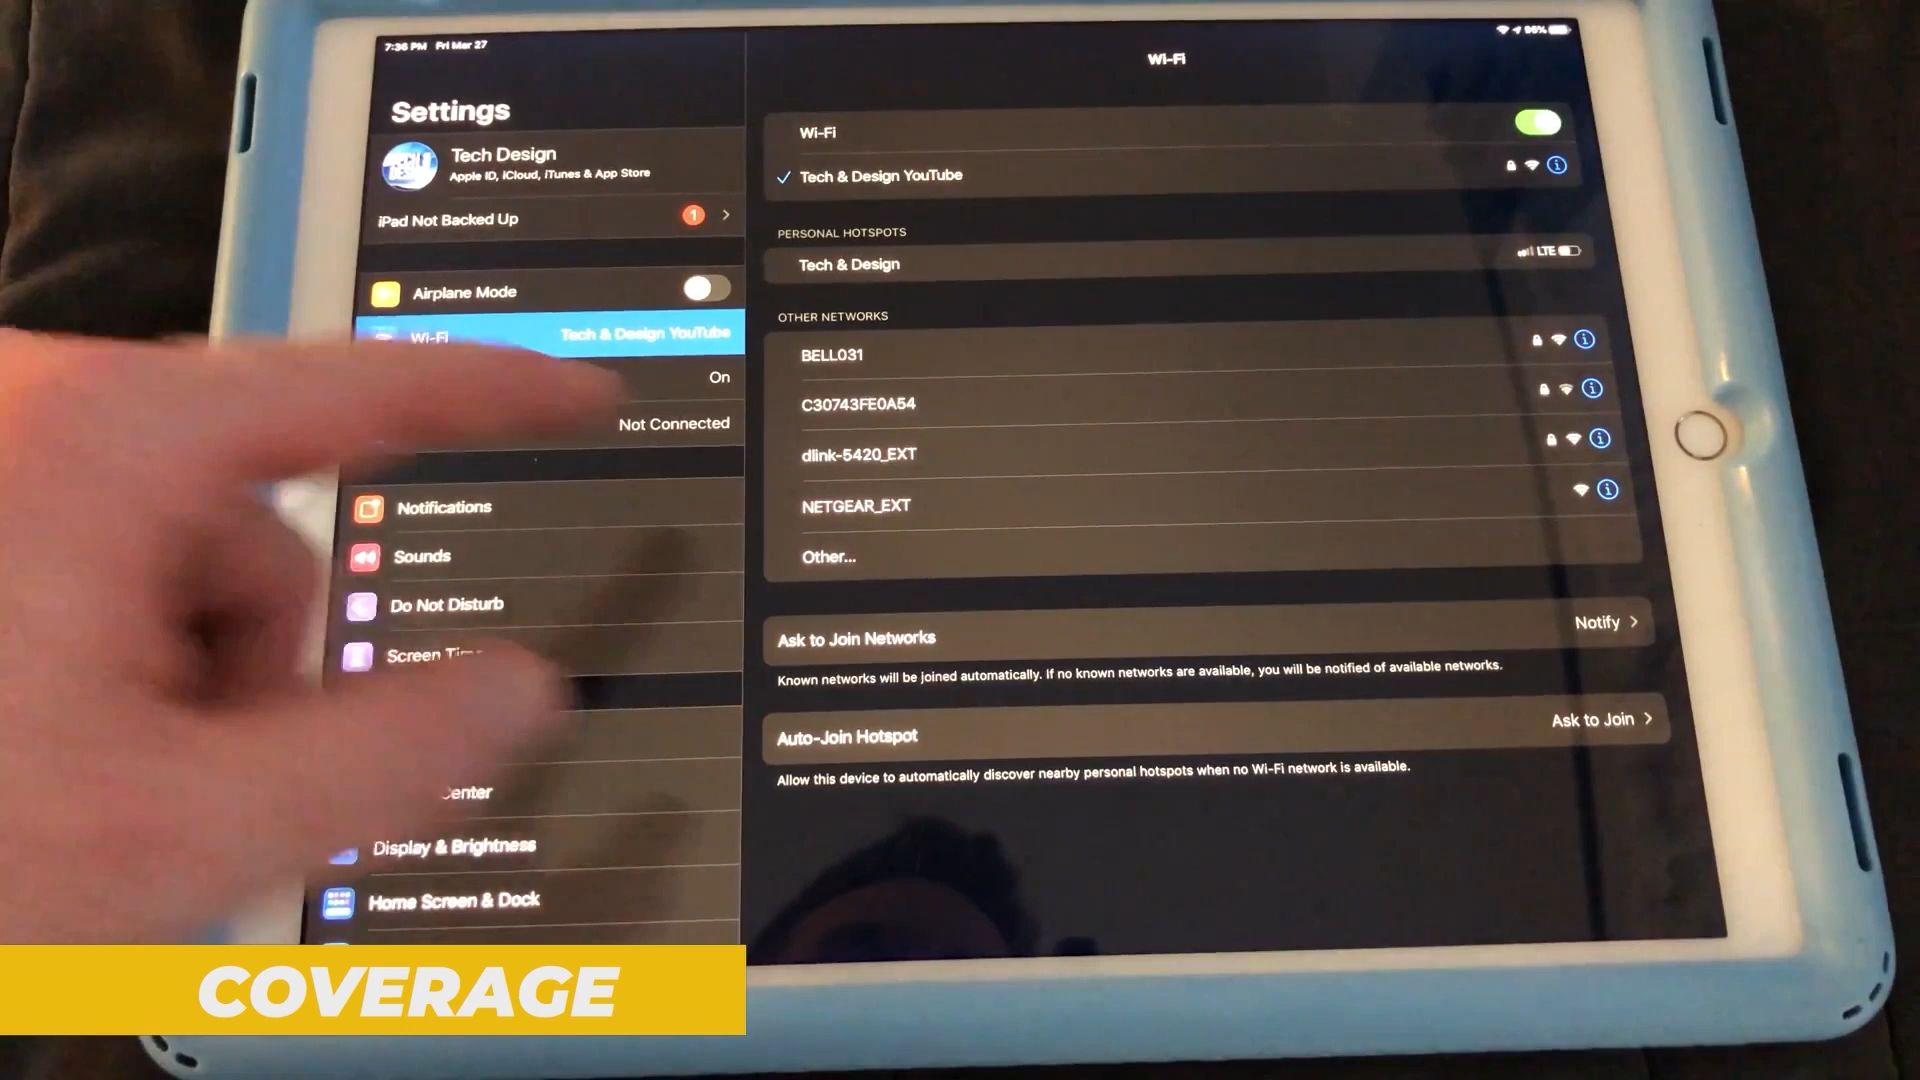 7:36 PM Fri Mar 27
95%
Settings
Tech Design
Apple ID, iCloud, iTunes & App Store
iPad Not Backed Up 1
Airplane Mode
Wi-Fi Tech & Design YouTube
On
Not Connected
Notifications
Sounds
Do Not Disturb
Screen Time
Center
Display & Brightness
Home Screen & Dock
Wi-Fi
Wi-Fi
Tech & Design YouTube
PERSONAL HOTSPOTS
Tech & Design LTE
OTHER NETWORKS
BELL031
C30743FE0A54
dlink-5420_EXT
NETGEAR_EXT
Other...
Ask to Join Networks Notify
Known networks will be joined automatically. If no known networks are available, you will be notified of available networks.
Auto-Join Hotspot Ask to Join
Allow this device to automatically discover nearby personal hotspots when no Wi-Fi network is available.
COVERAGE